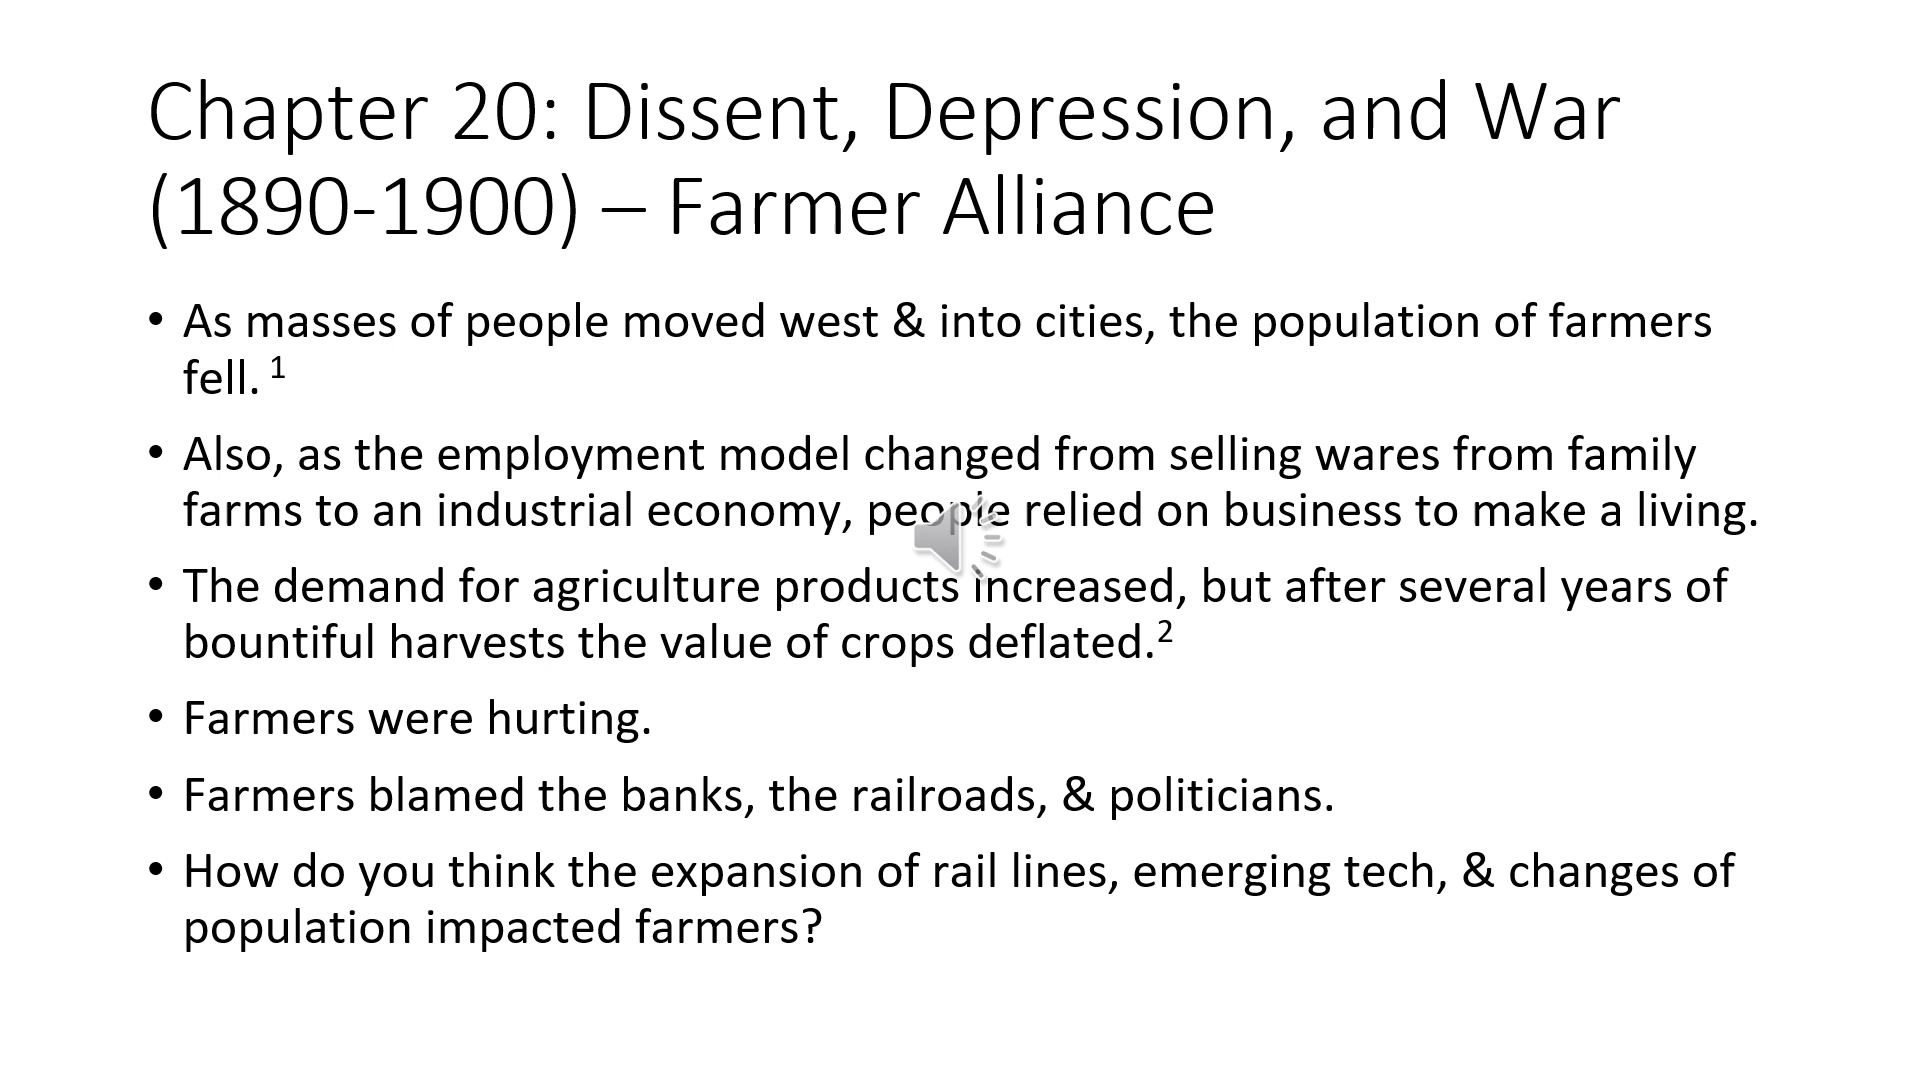 Chapter 20: Dissent, Depression, and War
(1890-1900) – Farmer Alliance
• As masses of people moved west & into cities, the population of farmers
fell. 1
• Also, as the employment model changed from selling wares from family
farms to an industrial economy, people relied on business to make a living.
• The demand for agriculture products increased, but after several years of
bountiful harvests the value of crops deflated.2
• Farmers were hurting.
• Farmers blamed the banks, the railroads, & politicians.
• How do you think the expansion of rail lines, emerging tech, & changes of
population impacted farmers?